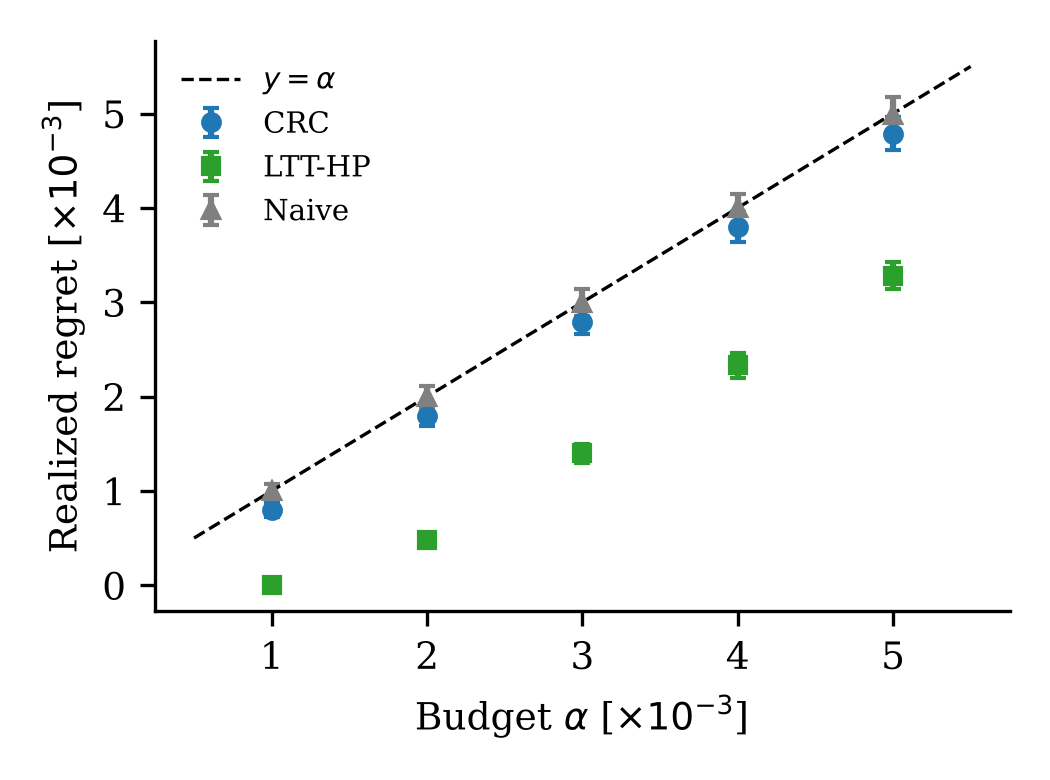 y = α
CRC
LTT-HP
Naive
Realized regret [×10⁻³]
5
4
3
2
1
0
1 2 3 4 5
Budget α [×10⁻³]